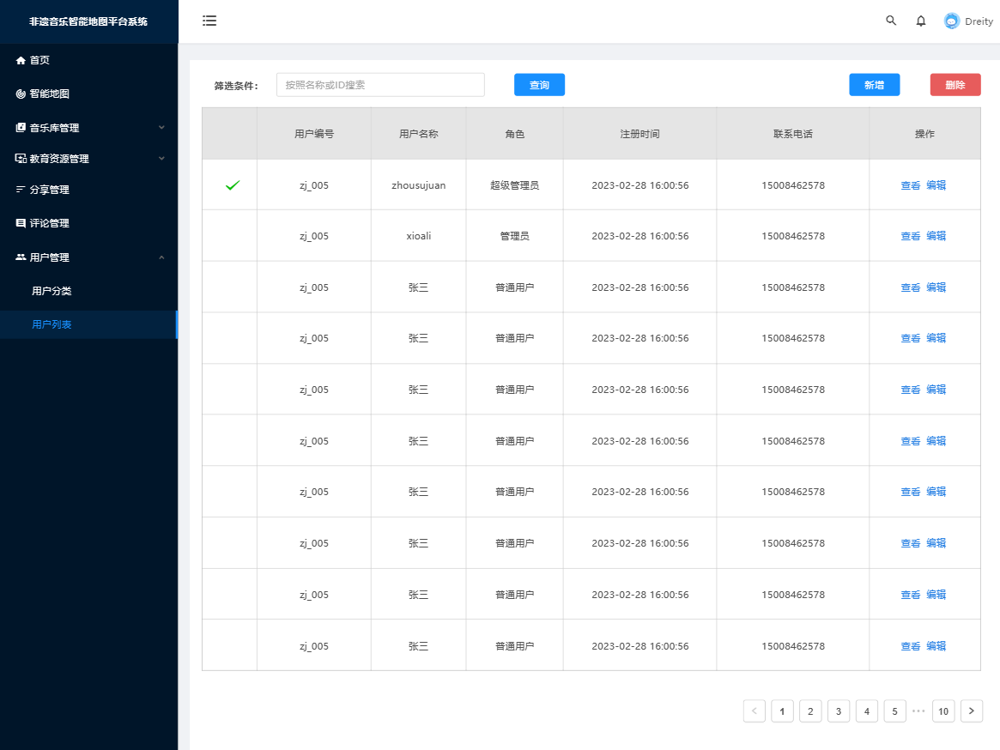 非遗音乐智能地图平台系统
Dreity
首页
智能地图
音乐库管理
教育资源管理
分享管理
评论管理
用户管理
用户分类
用户列表
筛选条件： 按照名称或ID搜索 查询 新增 删除
用户编号 用户名称 角色 注册时间 联系电话 操作
zj_005 zhousujuan 超级管理员 2023-02-28 16:00:56 15008462578 查看 编辑
zj_005 xioali 管理员 2023-02-28 16:00:56 15008462578 查看 编辑
zj_005 张三 普通用户 2023-02-28 16:00:56 15008462578 查看 编辑
zj_005 张三 普通用户 2023-02-28 16:00:56 15008462578 查看 编辑
zj_005 张三 普通用户 2023-02-28 16:00:56 15008462578 查看 编辑
zj_005 张三 普通用户 2023-02-28 16:00:56 15008462578 查看 编辑
zj_005 张三 普通用户 2023-02-28 16:00:56 15008462578 查看 编辑
zj_005 张三 普通用户 2023-02-28 16:00:56 15008462578 查看 编辑
zj_005 张三 普通用户 2023-02-28 16:00:56 15008462578 查看 编辑
zj_005 张三 普通用户 2023-02-28 16:00:56 15008462578 查看 编辑
< 1 2 3 4 5 ••• 10 >